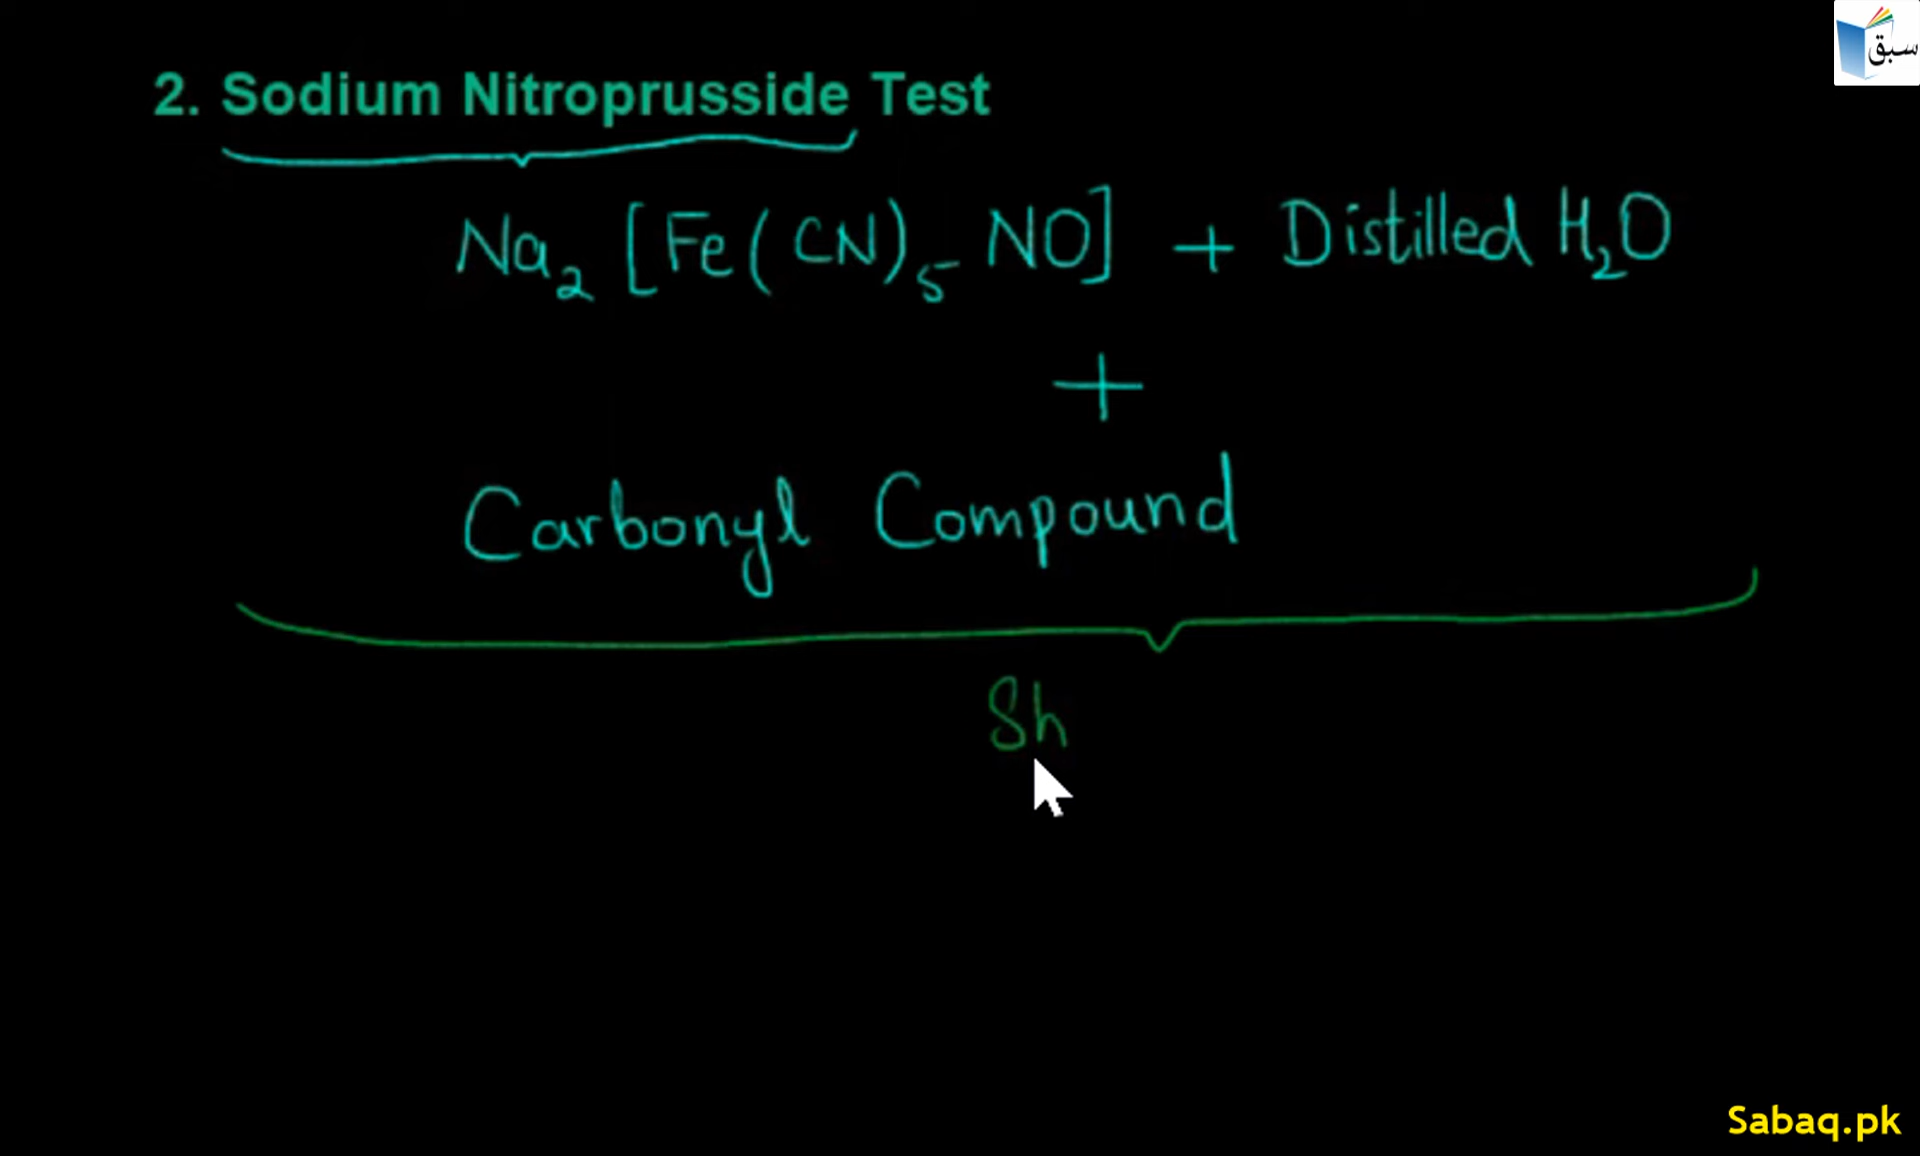 سبق
2. Sodium Nitroprusside Test
Na₂ [Fe(CN)₅ NO] + Distilled H₂O
+
Carbonyl Compound
Sh
Sabaq.pk